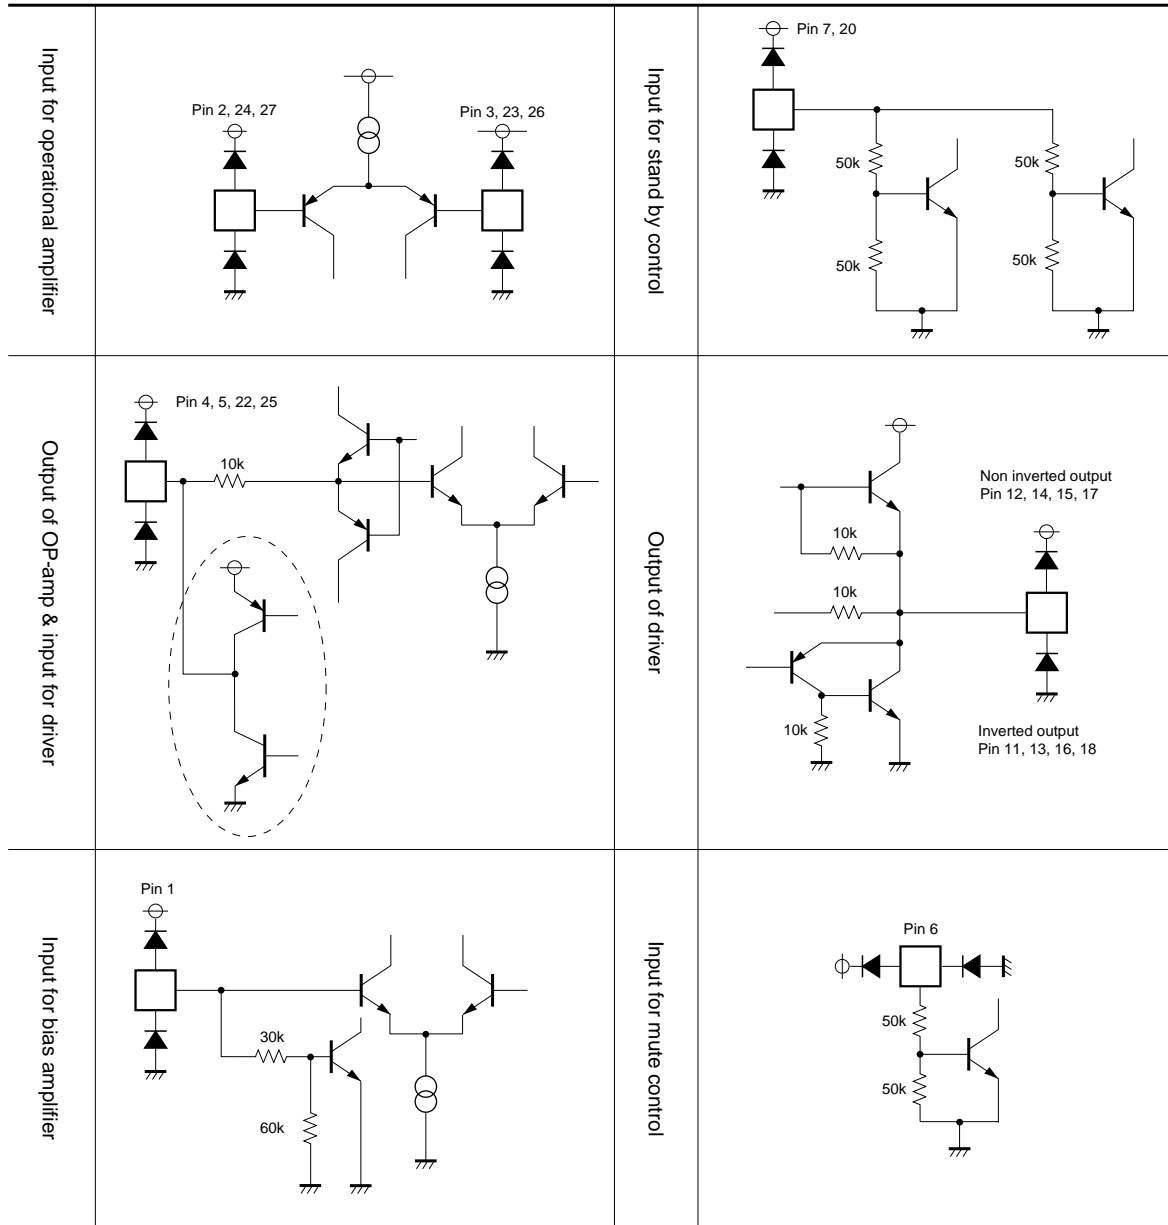 Input for operational amplifier
Pin 2, 24, 27
Pin 3, 23, 26
Input for stand by control
Pin 7, 20
50k
50k
50k
50k
Output of OP-amp & input for driver
Pin 4, 5, 22, 25
10k
Output of driver
10k
10k
10k
Non inverted output
Pin 12, 14, 15, 17
Inverted output
Pin 11, 13, 16, 18
Input for bias amplifier
Pin 1
30k
60k
Input for mute control
Pin 6
50k
50k